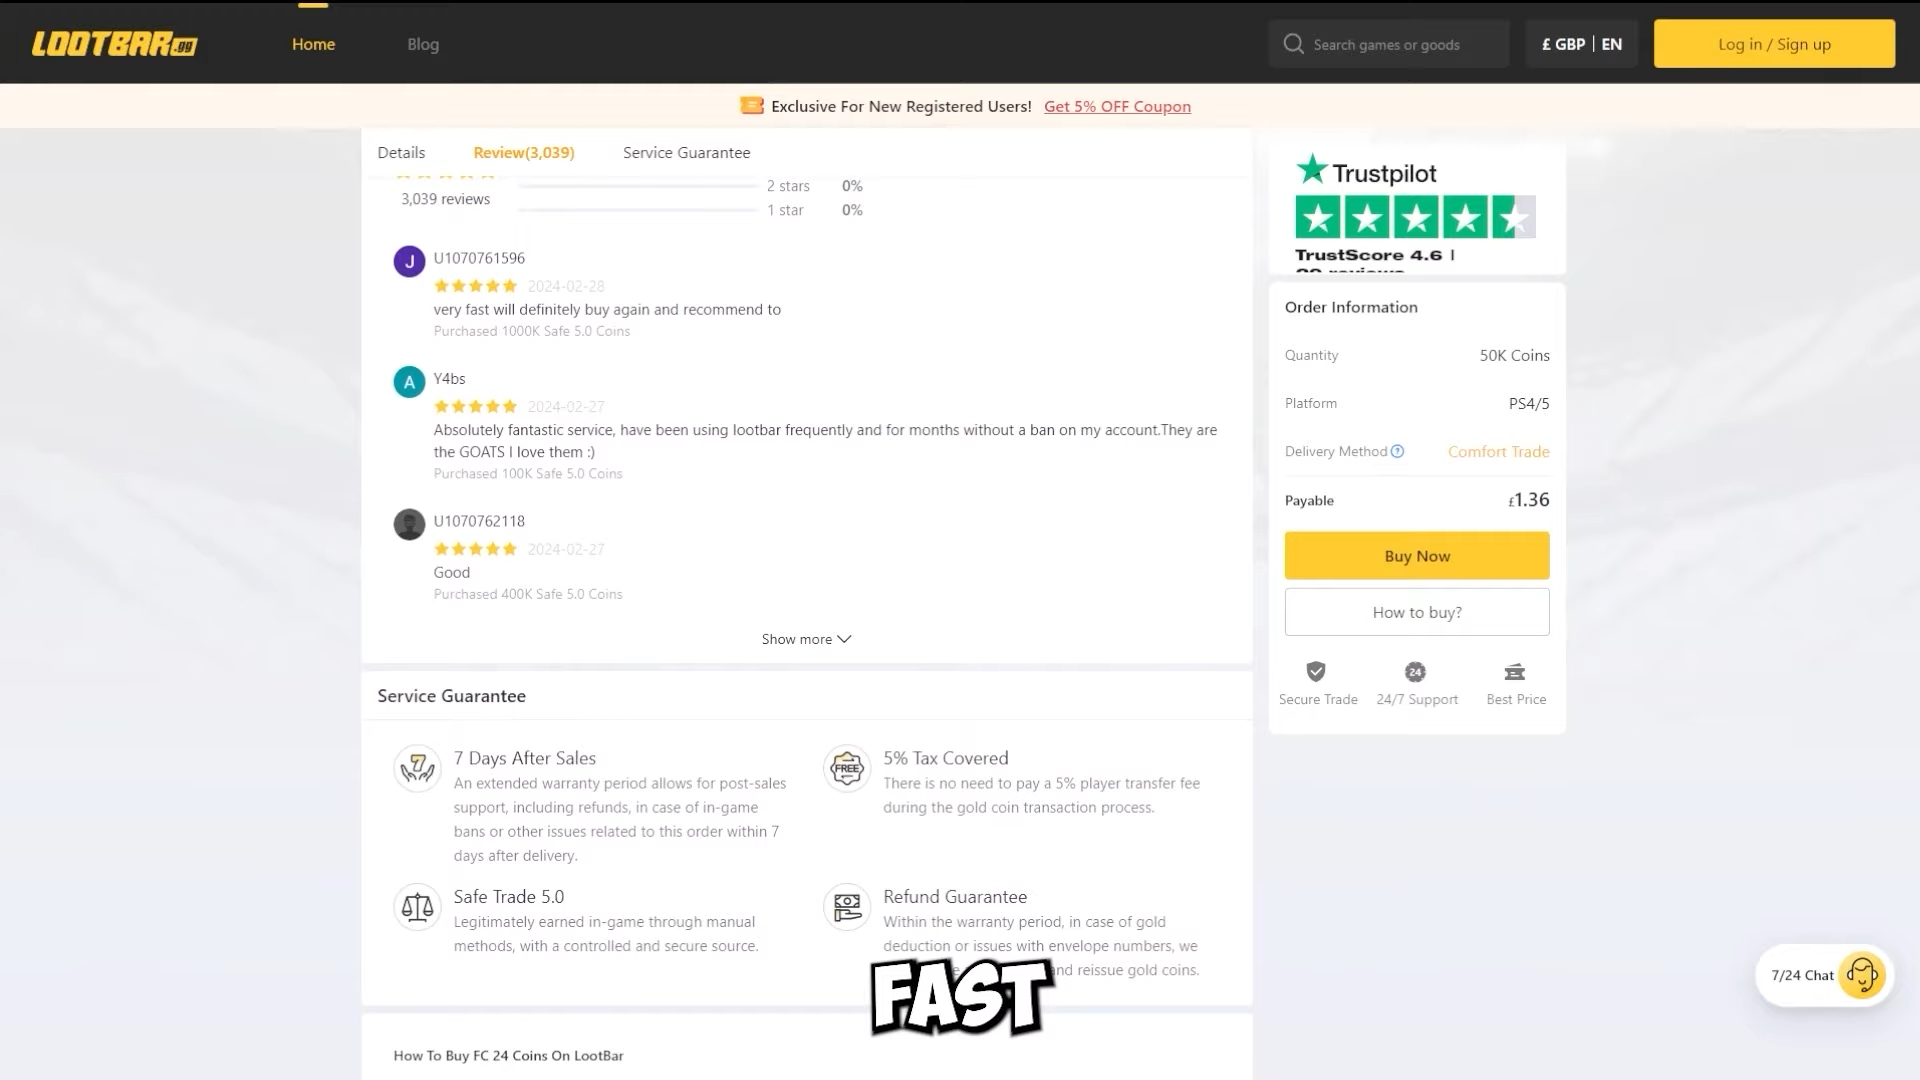 LOOTBAR.gg
Home
Blog
Search games or goods
£ GBP | EN
Log in / Sign up
Exclusive For New Registered Users! Get 5% OFF Coupon
Details
Review(3,039)
Service Guarantee
3,039 reviews
2 stars 0%
1 star 0%
J
U1070761596
2024-02-28
very fast will definitely buy again and recommend to
Purchased 1000K Safe 5.0 Coins
A
Y4bs
2024-02-27
Absolutely fantastic service, have been using lootbar frequently and for months without a ban on my account.They are
the GOATS I love them :)
Purchased 100K Safe 5.0 Coins
U1070762118
2024-02-27
Good
Purchased 400K Safe 5.0 Coins
Show more
Service Guarantee
7
7 Days After Sales
An extended warranty period allows for post-sales
support, including refunds, in case of in-game
bans or other issues related to this order within 7
days after delivery.
FREE
5% Tax Covered
There is no need to pay a 5% player transfer fee
during the gold coin transaction process.
Safe Trade 5.0
Legitimately earned in-game through manual
methods, with a controlled and secure source.
Refund Guarantee
Within the warranty period, in case of gold
deduction or issues with envelope numbers, we
and reissue gold coins.
FAST
How To Buy FC 24 Coins On LootBar
Trustpilot
TrustScore 4.6 |
reviews
Order Information
Quantity 50K Coins
Platform PS4/5
Delivery Method ? Comfort Trade
Payable £1.36
Buy Now
How to buy?
24
Secure Trade
24/7 Support
Best Price
7/24 Chat